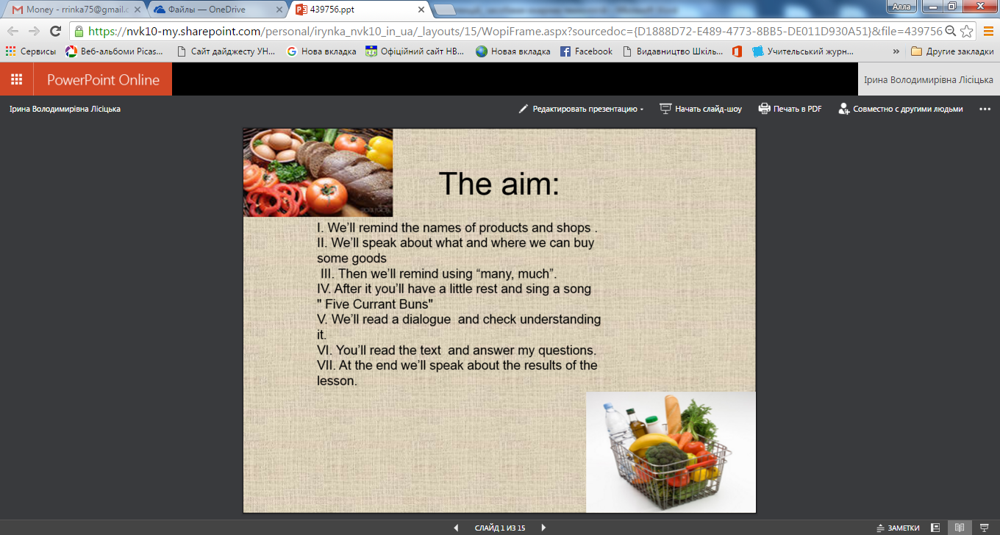 Money - rrinka75@gmail.c
Файлы — OneDrive
439756.ppt
Алла
https://nvk10-my.sharepoint.com/personal/irynka_nvk10_in_ua/_layouts/15/WopiFrame.aspx?sourcedoc={D1888D72-E489-4773-8BB5-DE011D930A51}&file=439756
Сервисы
Веб-альбоми Picas...
Сайт дайджесту УН...
Нова вкладка
Офіційний сайт НВ...
Новая вкладка
Facebook
Видавництво Шкіль...
Учительський журн...
»
Другие закладки
PowerPoint Online
Ірина Володимирівна Лісіцька
Ірина Володимирівна Лісіцька
Редактировать презентацию
Начать слайд-шоу
Печать в PDF
Совместно с другими людьми
The aim:
I. We’ll remind the names of products and shops .
II. We’ll speak about what and where we can buy
some goods
III. Then we’ll remind using “many, much”.
IV. After it you’ll have a little rest and sing a song
" Five Currant Buns"
V. We’ll read a dialogue  and check understanding
it.
VI. You’ll read the text  and answer my questions.
VII. At the end we’ll speak about the results of the
lesson.
СЛАЙД 1 ИЗ 15
ЗАМЕТКИ